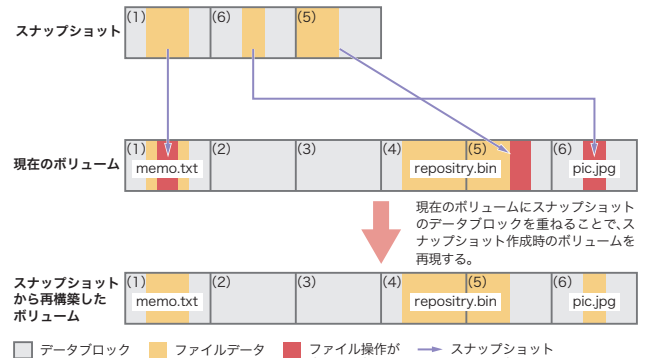 スナップショット
(1)
(6)
(5)
現在のボリューム
(1)
(2)
(3)
(4)
(5)
(6)
memo.txt
repositry.bin
pic.jpg
現在のボリュームにスナップショット
のデータブロックを重ねることで、ス
ナップショット作成時のボリュームを
再現する。
スナップショット
から再構築した
ボリューム
(1)
(2)
(3)
(4)
(5)
(6)
memo.txt
repositry.bin
pic.jpg
データブロック
ファイルデータ
ファイル操作が
スナップショット